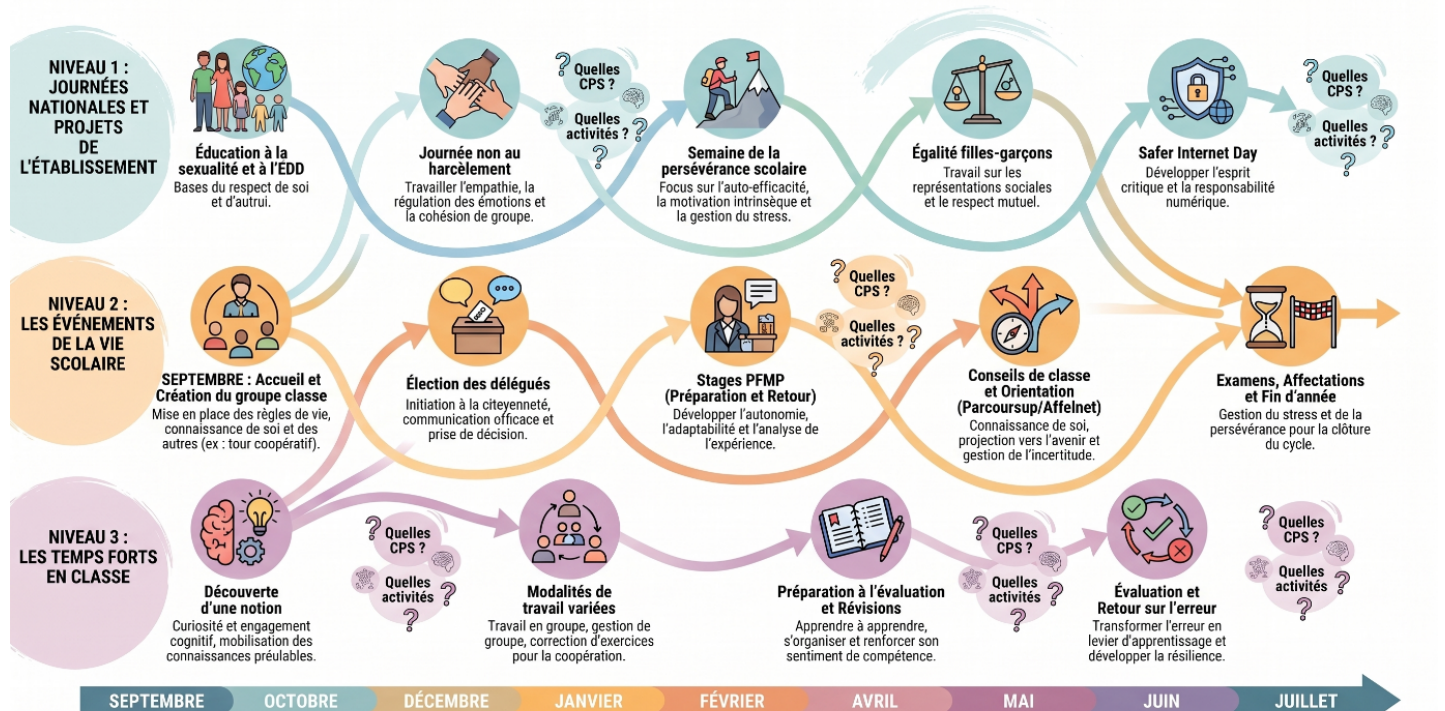 NIVEAU 1 :
JOURNÉES
NATIONALES ET
PROJETS
DE
L'ÉTABLISSEMENT
Éducation à la
sexualité et à l'ÉDD
Bases du respect de soi
et d'autrui.
Journée non au
harcèlement
Travailler l'empathie, la
régulation des émotions et
la cohésion de groupe.
? Quelles
CPS ?
Quelles
activités ? ?
?
Semaine de la
persévérance scolaire
Focus sur l'auto-efficacité,
la motivation intrinsèque et
la gestion du stress.
Égalité filles-garçons
Travail sur les
représentations sociales
et le respect mutuel.
Safer Internet Day
Développer l'esprit
critique et la responsabilité
numérique.
? Quelles
CPS ?
Quelles
activités ? ?
?
NIVEAU 2 :
LES ÉVÉNEMENTS
DE LA VIE
SCOLAIRE
SEPTEMBRE : Accueil et
Création du groupe classe
Mise en place des règles de vie,
connaissance de soi et des
autres (ex : tour coopératif).
Élection des délégués
Initiation à la citeyenneté,
communication efficace et
prise de décision.
Stages PFMP
(Préparation et Retour)
Développer l'autonomie,
l'adaptabilité et l'analyse de
l'expérience.
? Quelles
CPS ?
Quelles
activités ? ?
?
Conseils de classe
et Orientation
(Parcoursup/Affelnet)
Connaissance de soi,
projection vers l'avenir et
gestion de l'incertitude.
Examens, Affectations
et Fin d'année
Gestion du stress et de la
persévérance pour la clôture
du cycle.
NIVEAU 3 :
LES TEMPS FORTS
EN CLASSE
Découverte
d'une notion
Curiosité et engagement
cognitif, mobilisation des
connaissances préulables.
? Quelles
CPS ?
Quelles
activités ?
?
Modalités de
travail variées
Travail en groupe, gestion de
groupe, correction d'exercices
pour la coopération.
Préparation à l'évaluation
et Révisions
Apprendre à apprendre,
s'organiser et renforcer son
sentiment de compétence.
? Quelles
CPS ?
Quelles
activités ?
?
Évaluation et
Retour sur l'erreur
Transformer l'erreur en
levier d'apprentissage et
développer la résilience.
? Quelles
CPS ?
Quelles
activités ?
?
SEPTEMBRE OCTOBRE DÉCEMBRE JANVIER FÉVRIER AVRIL MAI JUIN JUILLET